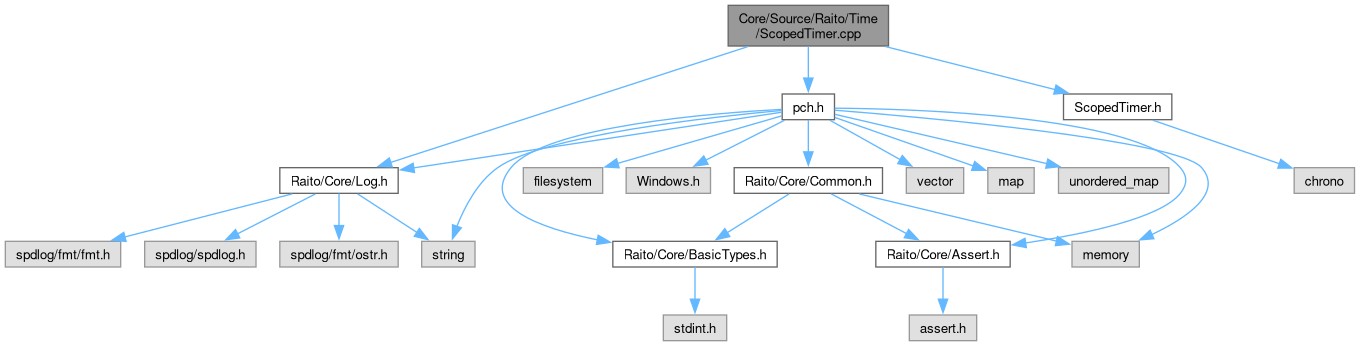 Core/Source/Raito/Time
/ScopedTimer.cpp
pch.h
ScopedTimer.h
Raito/Core/Log.h
filesystem
Windows.h
Raito/Core/Common.h
vector
map
unordered_map
chrono
spdlog/fmt/fmt.h
spdlog/spdlog.h
spdlog/fmt/ostr.h
string
Raito/Core/BasicTypes.h
Raito/Core/Assert.h
memory
stdint.h
assert.h